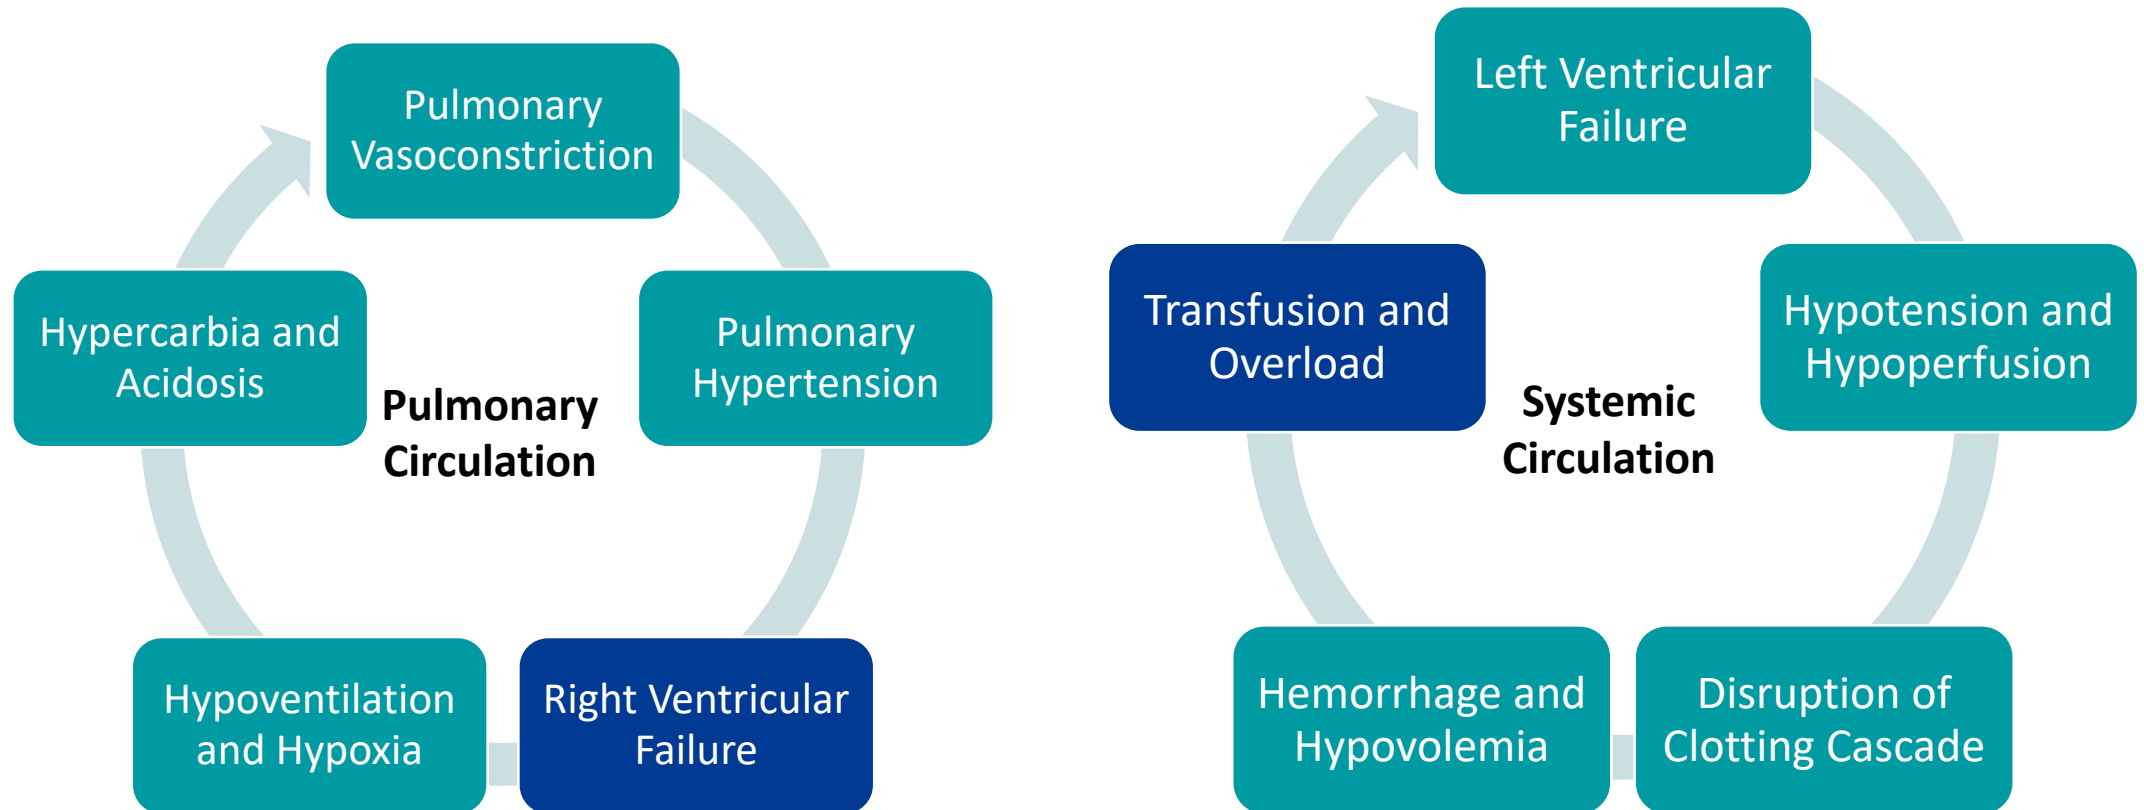 Pulmonary
Vasoconstriction
Pulmonary
Hypertension
Right Ventricular
Failure
Hypoventilation
and Hypoxia
Hypercarbia and
Acidosis
Pulmonary
Circulation
Left Ventricular
Failure
Hypotension and
Hypoperfusion
Disruption of
Clotting Cascade
Hemorrhage and
Hypovolemia
Transfusion and
Overload
Systemic
Circulation